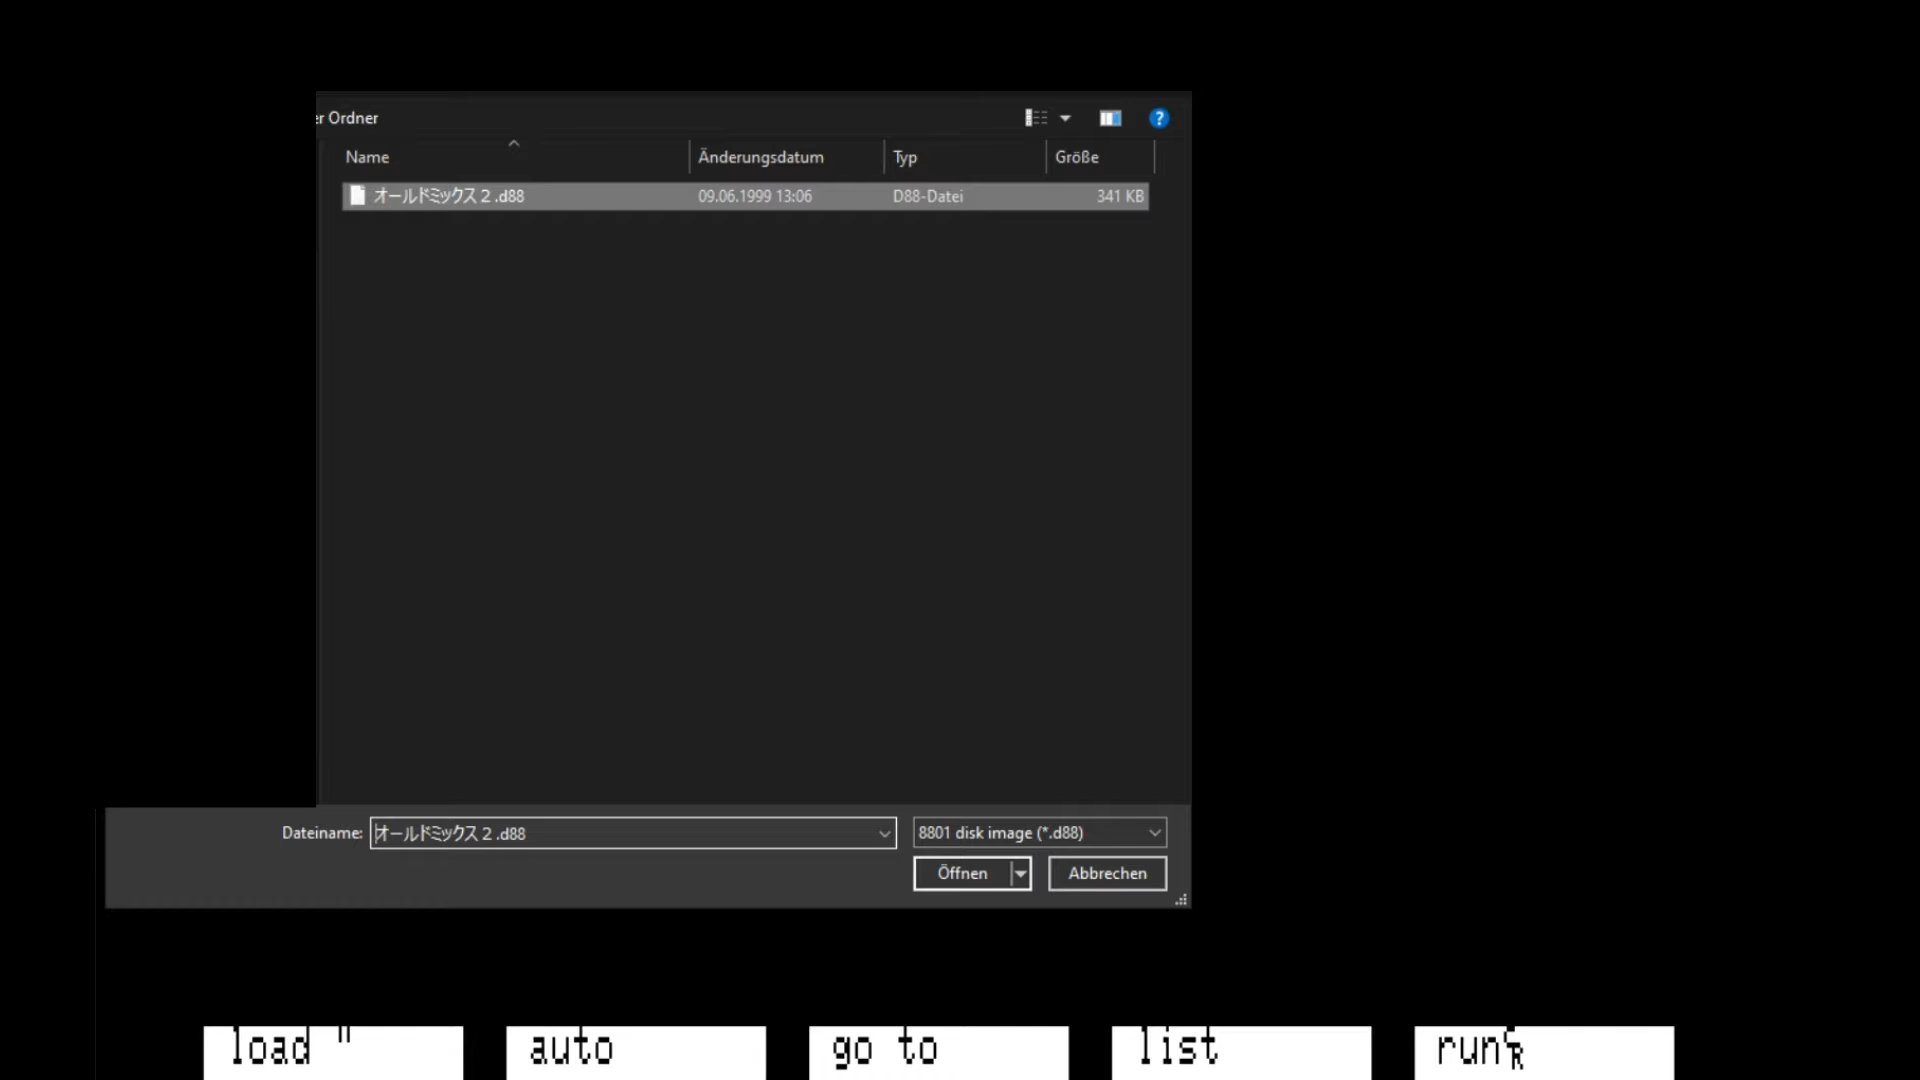 er Ordner
Name Änderungsdatum Typ Größe
オールドミックス２.d88 09.06.1999 13:06 D88-Datei 341 KB
Dateiname: オールドミックス２.d88 8801 disk image (*.d88)
Öffnen Abbrechen
load " auto go to list run